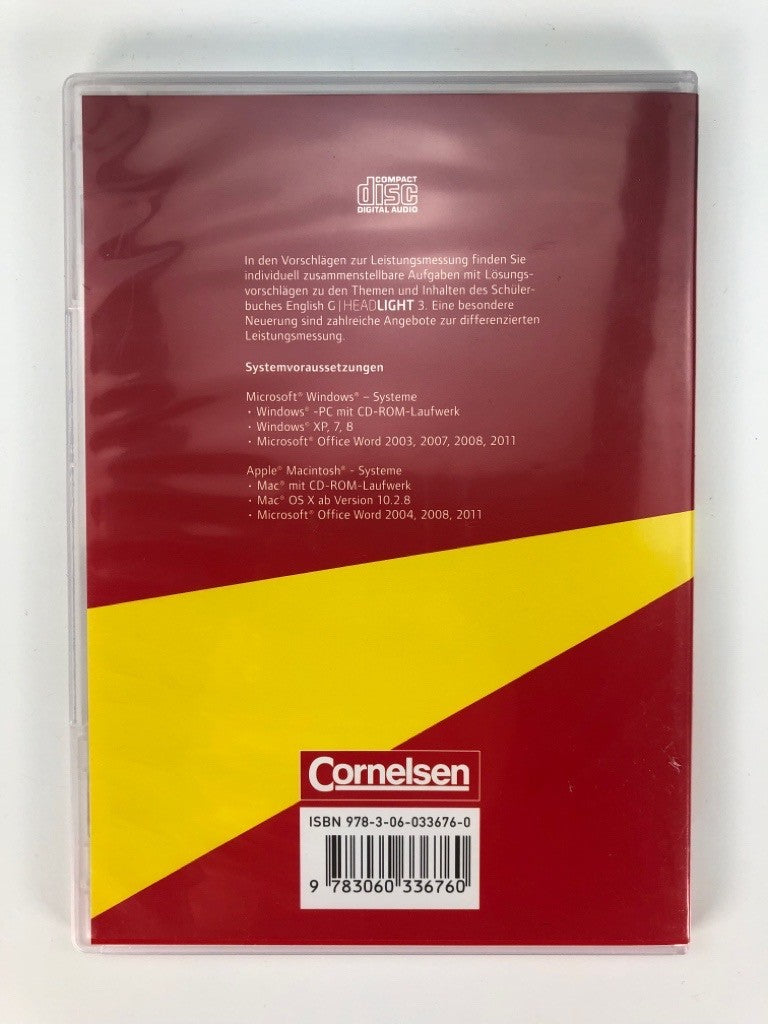 COMPACT
disc
DIGITAL AUDIO
In den Vorschlägen zur Leistungsmessung finden Sie
individuell zusammenstellbare Aufgaben mit Lösungs-
vorschlägen zu den Themen und Inhalten des Schüler-
buches English G | HEADLIGHT 3. Eine besondere
Neuerung sind zahlreiche Angebote zur differenzierten
Leistungsmessung.
Systemvoraussetzungen
Microsoft® Windows® – Systeme
• Windows® -PC mit CD-ROM-Laufwerk
• Windows® XP, 7, 8
• Microsoft® Office Word 2003, 2007, 2008, 2011
Apple® Macintosh® - Systeme
• Mac® mit CD-ROM-Laufwerk
• Mac® OS X ab Version 10.2.8
• Microsoft® Office Word 2004, 2008, 2011
Cornelsen
ISBN 978-3-06-033676-0
9 783060 336760